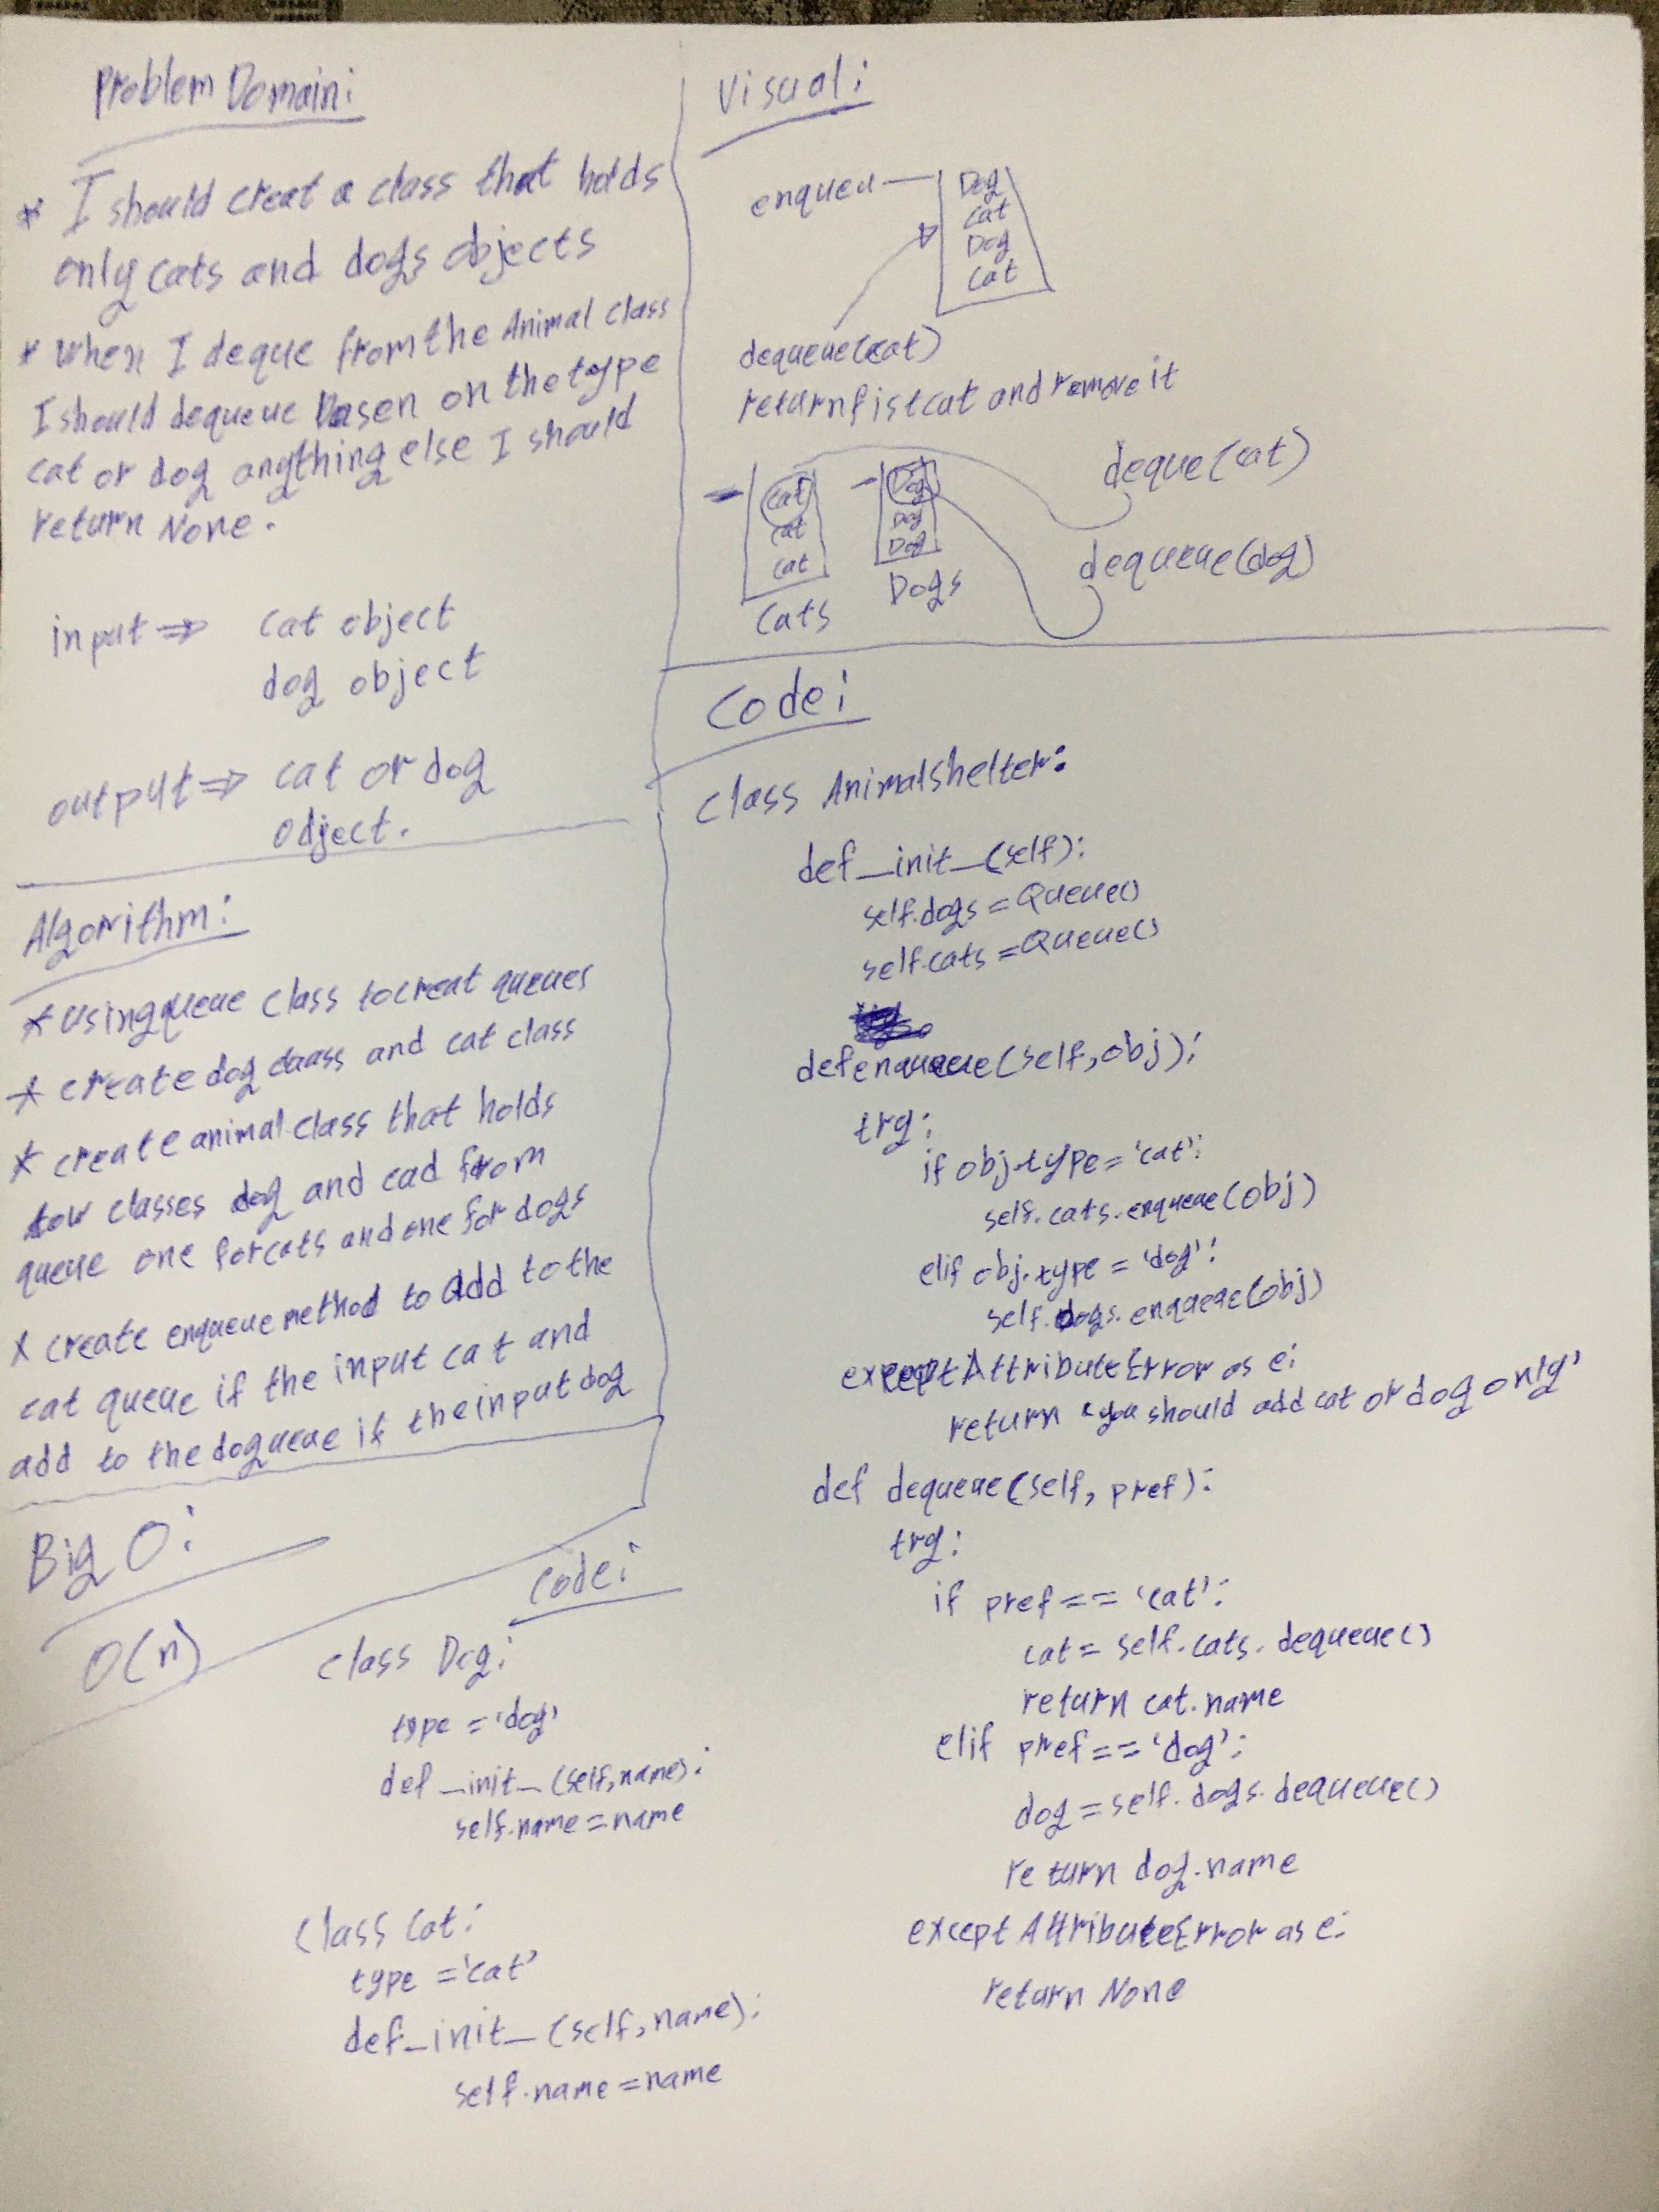 Problem Domain:
* I should creat a class that holds
only cats and dogs objects
* when I deque from the Animal class
I should dequeue basen on the type
cat or dog anything else I should
return None.
input ⇒ cat object
dog object
output ⇒ cat or dog
object.
Algorithm:
* using queue class to creat queues
* create dog class and cat class
* create animal class that holds
tow classes dog and cad from
queue one for cats and one for dogs
* create enqueue method to add to the
cat queue if the input cat and
add to the dog queue if the input dog
Big O:
O(n)
Visual:
enqueu
Dog
Cat
Dog
Cat
dequeue(cat)
return fist cat and remove it
Cat
Cat
Cat
Cats
Dog
Dog
Dog
Dogs
deque(cat)
dequeue(dog)
Code:
class Animalshelter:
def _init_(self):
self.dogs = Queue()
self.cats = Queue()
def enqueue(self, obj):
try:
if obj.type = 'cat':
self.cats.enqueue(obj)
elif obj.type = 'dog':
self.dogs.enqueue(obj)
except AttributeError as e:
return 'you should add cat or dog only'
def dequeue(self, pref):
try:
if pref == 'cat':
cat = self.cats.dequeue()
return cat.name
elif pref == 'dog':
dog = self.dogs.dequeue()
return dog.name
except AttributeError as e:
return None
Code:
class Dog:
type = 'dog'
def _init_(self, name):
self.name = name
class Cat:
type = 'cat'
def _init_(self, name):
self.name = name